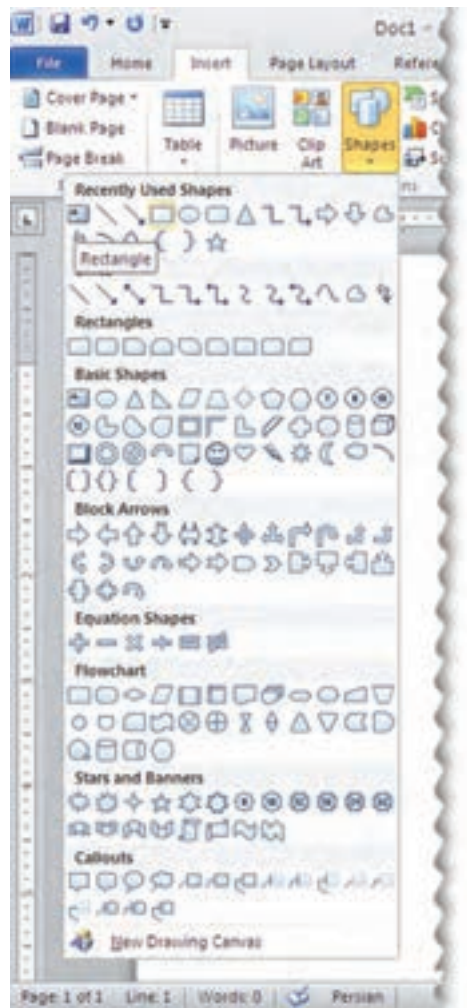 Doc1 -
File Home Insert Page Layout Refere
Cover Page
Blank Page
Page Break
Table
Picture
Clip Art
Shapes
Recently Used Shapes
Rectangle
Rectangles
Basic Shapes
Block Arrows
Equation Shapes
Flowchart
Stars and Banners
Callouts
New Drawing Canvas
Page: 1 of 1 Line: 1 Words: 0 Persian